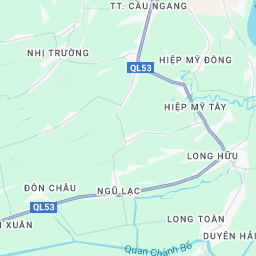 TT. CẦU NGANG
NHỊ TRƯỜNG
HIỆP MỸ ĐÔNG
QL53
HIỆP MỸ TÂY
LONG HỮU
ĐÔN CHÂU
NGŨ LẠC
QL53
LONG TOÀN
XUÂN
DUYÊN HẢI
Quan Chánh Bố